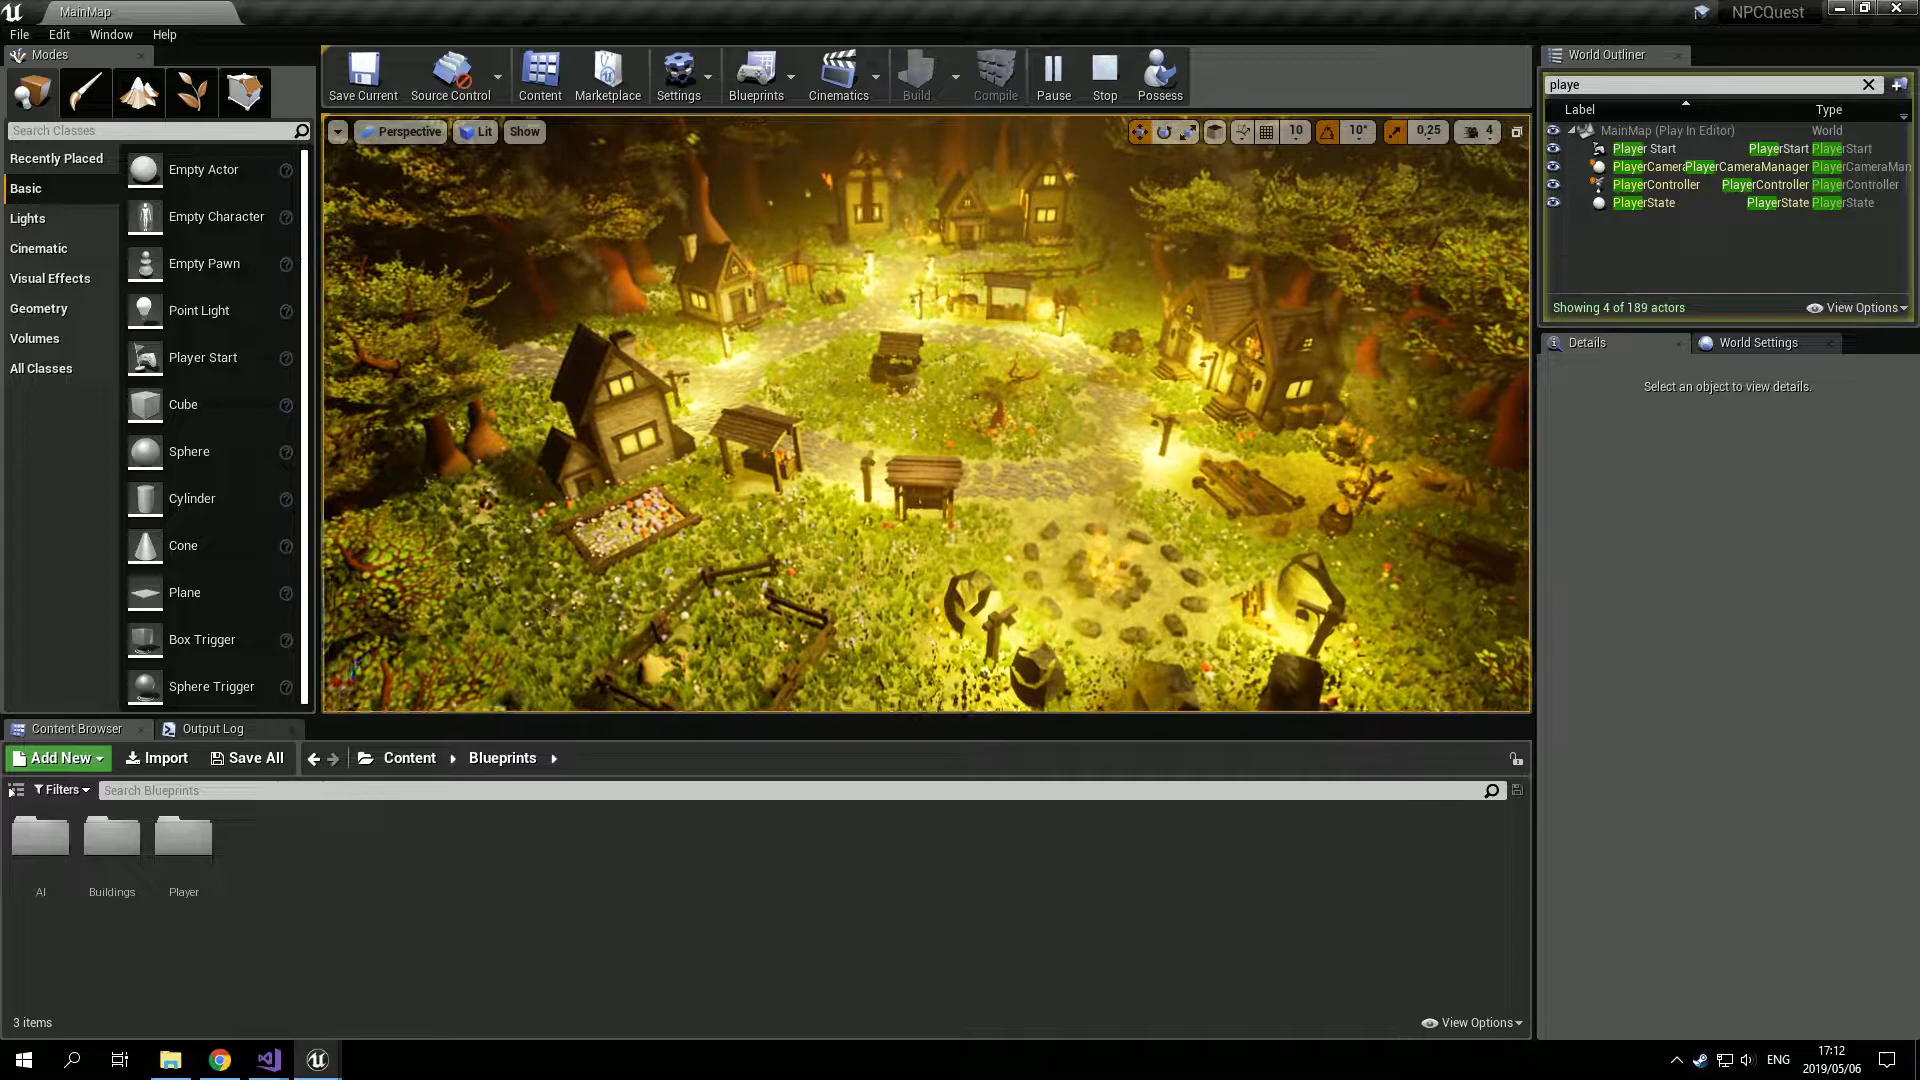 MainMap
NPCQuest
File Edit Window Help
Modes
Search Classes
Recently Placed
Basic
Lights
Cinematic
Visual Effects
Geometry
Volumes
All Classes
Empty Actor
Empty Character
Empty Pawn
Point Light
Player Start
Cube
Sphere
Cylinder
Cone
Plane
Box Trigger
Sphere Trigger
Save Current Source Control Content Marketplace Settings Blueprints Cinematics Build Compile Pause Stop Possess
Perspective Lit Show
10 10° 0,25 4
World Outliner
playe
Label Type
MainMap (Play In Editor) World
Player Start PlayerStart PlayerStart
PlayerCamera PlayerCameraManager PlayerCameraMan
PlayerController PlayerController PlayerController
PlayerState PlayerState PlayerState
Showing 4 of 189 actors View Options
Details World Settings
Select an object to view details.
Content Browser Output Log
Add New Import Save All Content Blueprints
Filters Search Blueprints
AI Buildings Player
3 items View Options
ENG 17:12
2019/05/06